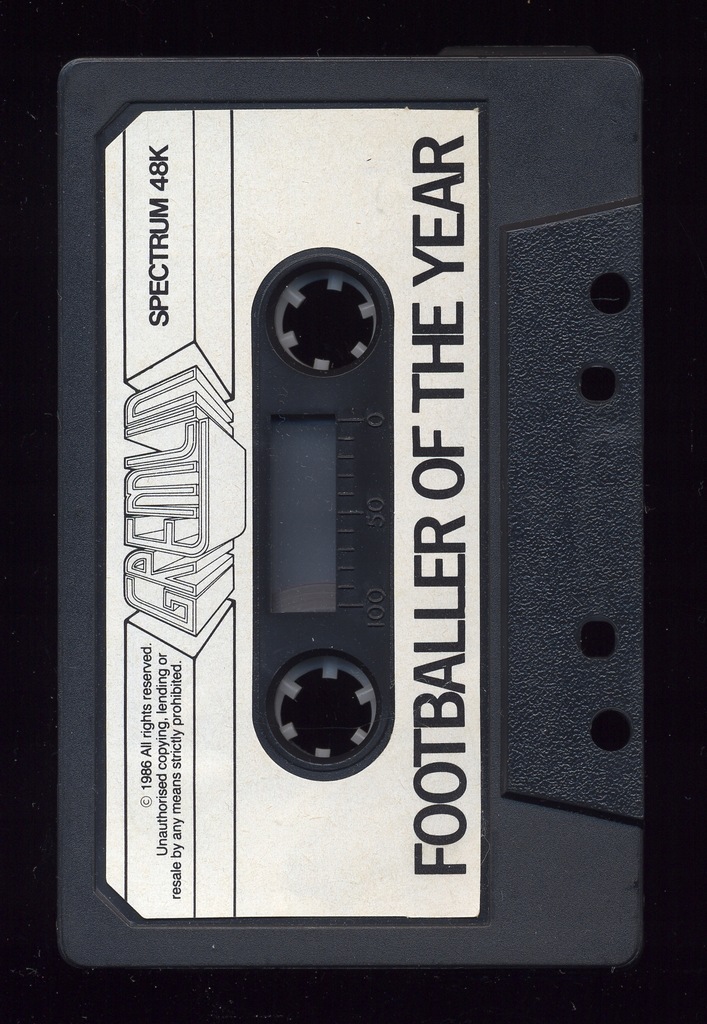 © 1986 All rights reserved.
Unauthorised copying, lending or
resale by any means strictly prohibited.
GREMLIN
SPECTRUM 48K
100 50 0
FOOTBALLER OF THE YEAR